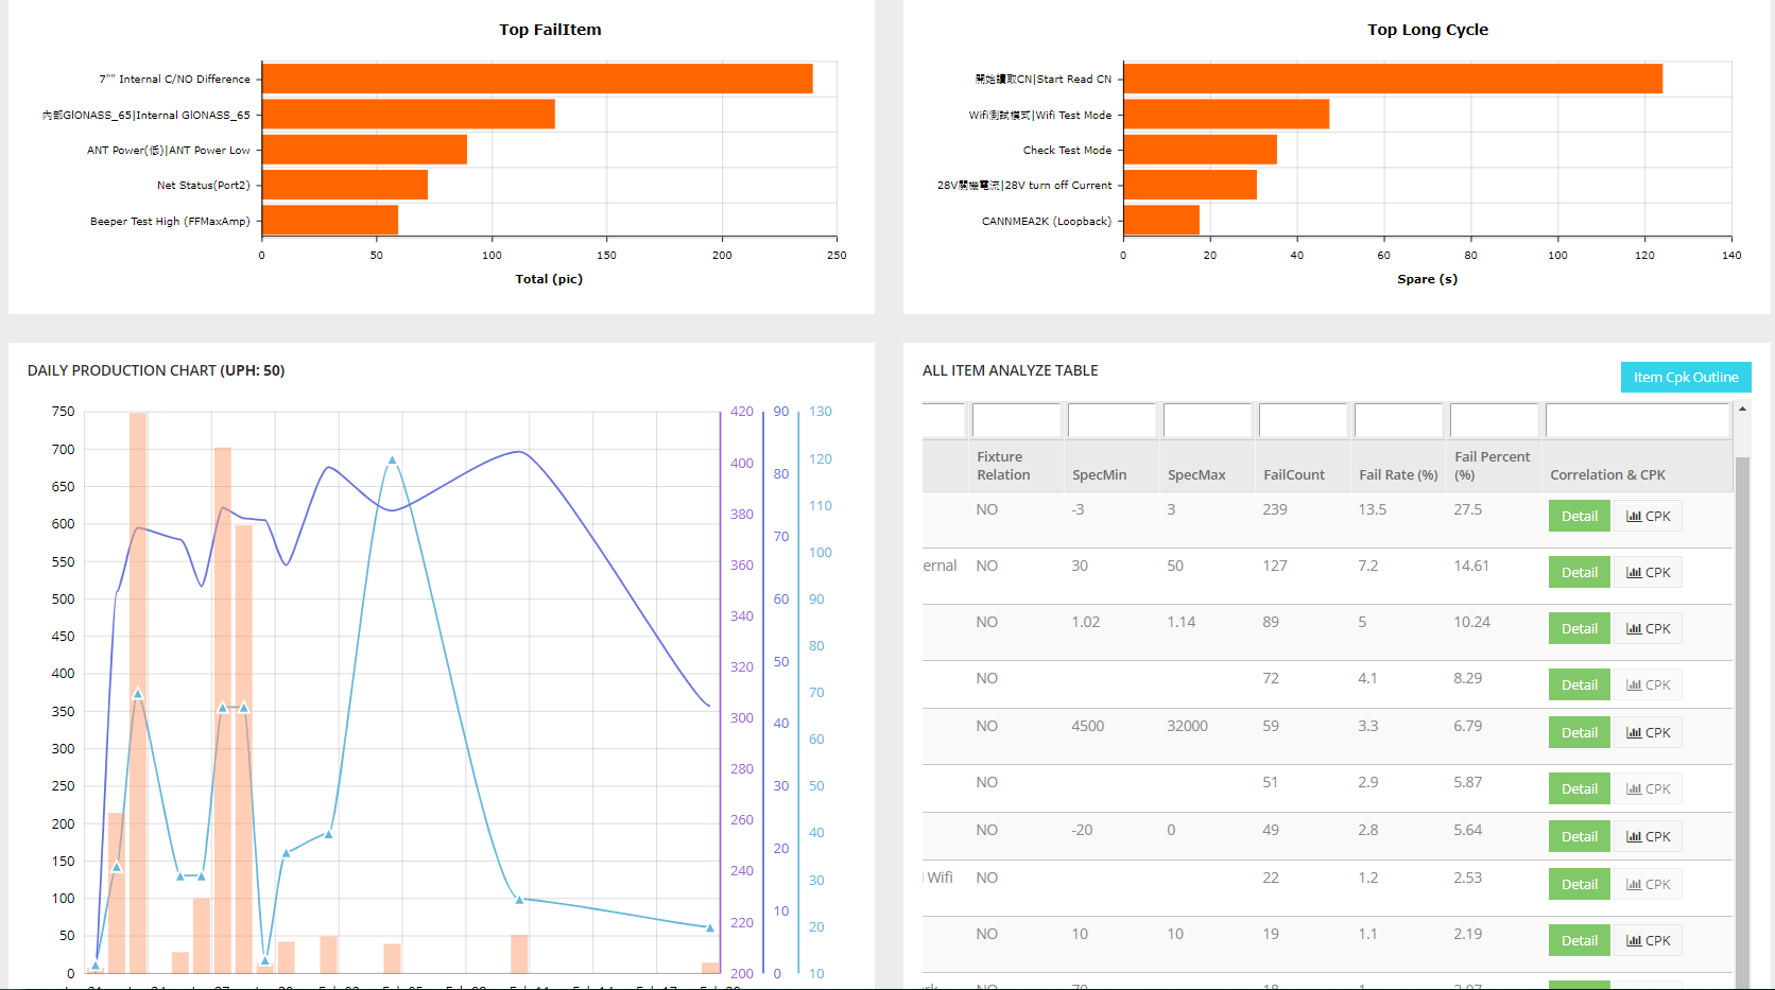 Top FailItem
7"" Internal C/NO Difference
內部GlONASS_65|Internal GlONASS_65
ANT Power(低)|ANT Power Low
Net Status(Port2)
Beeper Test High (FFMaxAmp)
0 50 100 150 200 250
Total (pic)
Top Long Cycle
開始讀取CN|Start Read CN
Wifi測試模式|Wifi Test Mode
Check Test Mode
28V關機電流|28V turn off Current
CANNMEA2K (Loopback)
0 20 40 60 80 100 120 140
Spare (s)
DAILY PRODUCTION CHART (UPH: 50)
750
700
650
600
550
500
450
400
350
300
250
200
150
100
50
0
420
400
380
360
340
320
300
280
260
240
220
200
90
80
70
60
50
40
30
20
10
0
130
120
110
100
90
80
70
60
50
40
30
20
10
ALL ITEM ANALYZE TABLE
Item Cpk Outline
Fixture Relation SpecMin SpecMax FailCount Fail Rate (%) Fail Percent (%) Correlation & CPK
NO -3 3 239 13.5 27.5 Detail CPK
ernal NO 30 50 127 7.2 14.61 Detail CPK
NO 1.02 1.14 89 5 10.24 Detail CPK
NO 72 4.1 8.29 Detail CPK
NO 4500 32000 59 3.3 6.79 Detail CPK
NO 51 2.9 5.87 Detail CPK
NO -20 0 49 2.8 5.64 Detail CPK
Wifi NO 22 1.2 2.53 Detail CPK
NO 10 10 19 1.1 2.19 Detail CPK